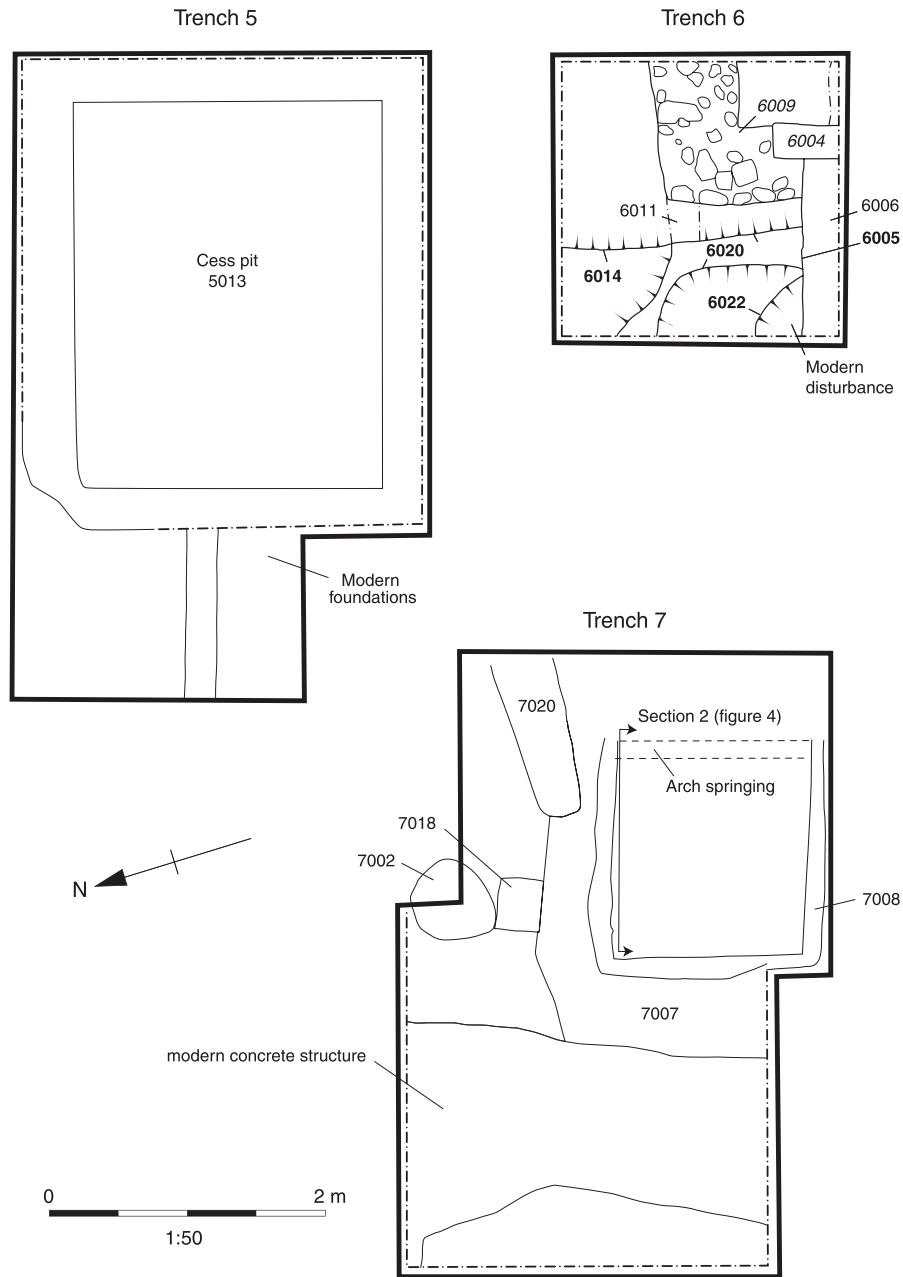 Trench 5
Trench 6
Cess pit
5013
6009
6004
6011
6006
6005
6020
6014
6022
Modern
disturbance
Modern
foundations
Trench 7
7020
Section 2 (figure 4)
Arch springing
7018
7002
N
7008
7007
modern concrete structure
0 2 m
1:50